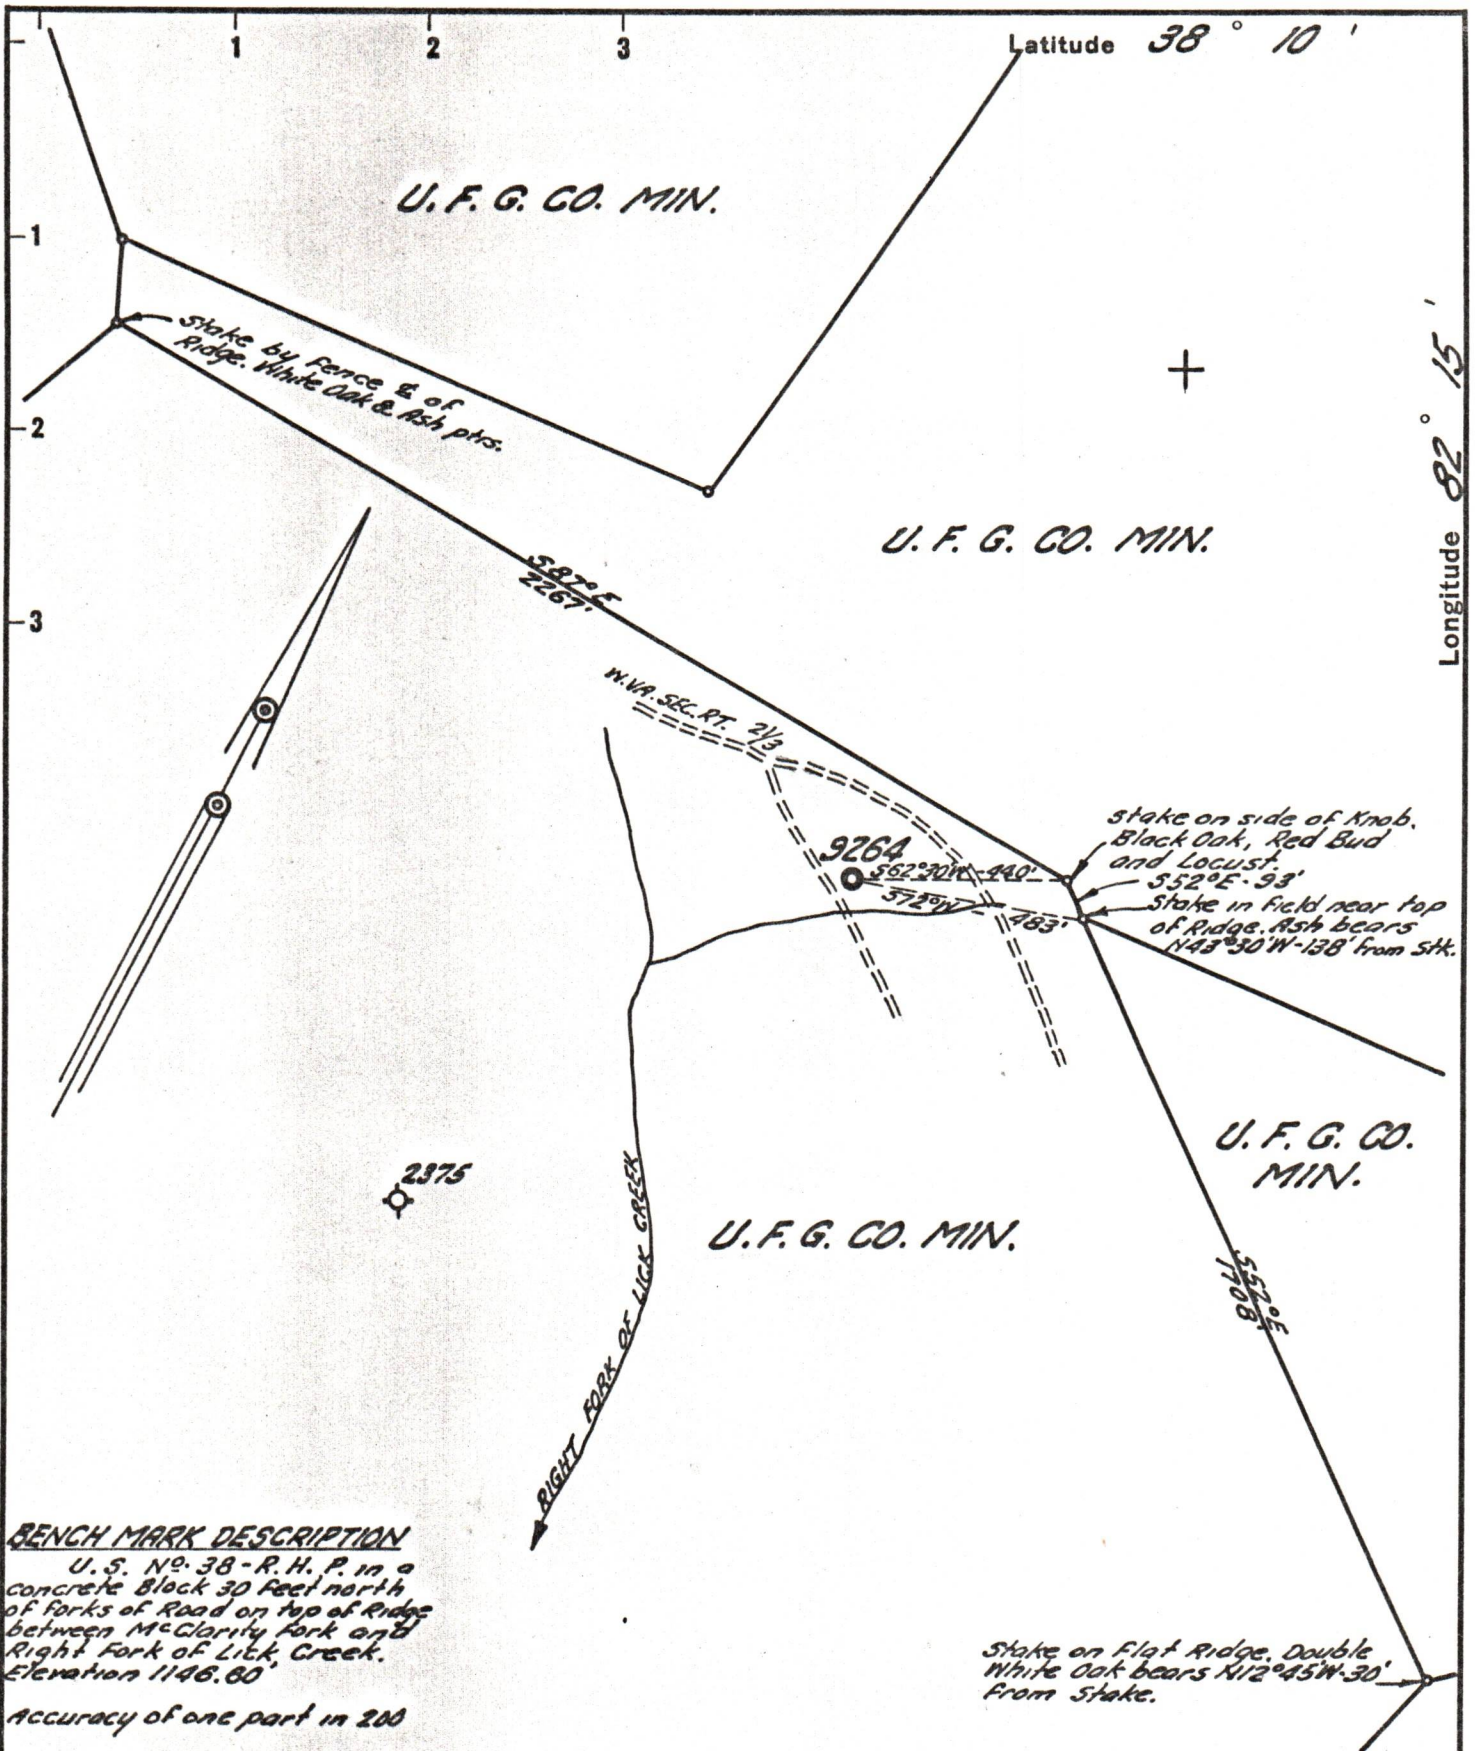 1 2 3
Latitude 38° 10'
1
2
3
Longitude 82° 15'
U. F. G. CO. MIN.
Stake by Fence ⅊ of
Ridge. White Oak & Ash ptrs.
U. F. G. CO. MIN.
S87°E
2267'
W.VA. SEC. RT. 2⅓
9264
S62°30'W-440'
S72°W 483'
Stake on side of Knob.
Black Oak, Red Bud
and Locust.
S52°E-93'
Stake in Field near top
of Ridge. Ash bears
N43°30'W-138' from Stk.
2375
U. F. G. CO.
MIN.
U. F. G. CO. MIN.
S52°E
1708'
RIGHT FORK OF LICK CREEK
BENCH MARK DESCRIPTION
U.S. Nº 38-R.H.P. in a
concrete Block 30 feet north
of Forks of Road on top of Ridge
between McClarity Fork and
Right Fork of Lick Creek.
Elevation 1146.60'
Accuracy of one part in 200
Stake on Flat Ridge. Double
White Oak bears N12°45'W-30'
From Stake.